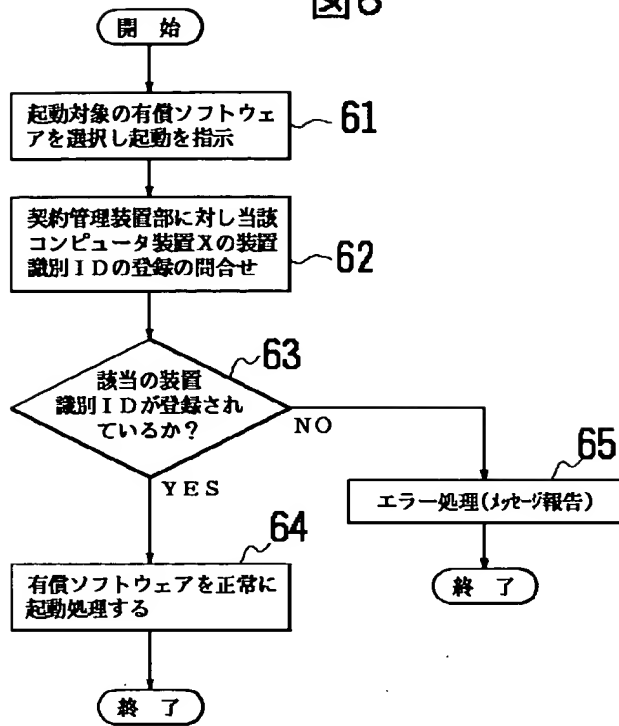 開 始
起動対象の有償ソフトウェ
アを選択し起動を指示
61
契約管理装置部に対し当該
コンピュータ装置Xの装置
識別IDの登録の問合せ
62
63
該当の装置
識別IDが登録され
ているか?
NO
YES
65
エラー処理(メッセージ報告)
64
有償ソフトウェアを正常に
起動処理する
終 了
終 了